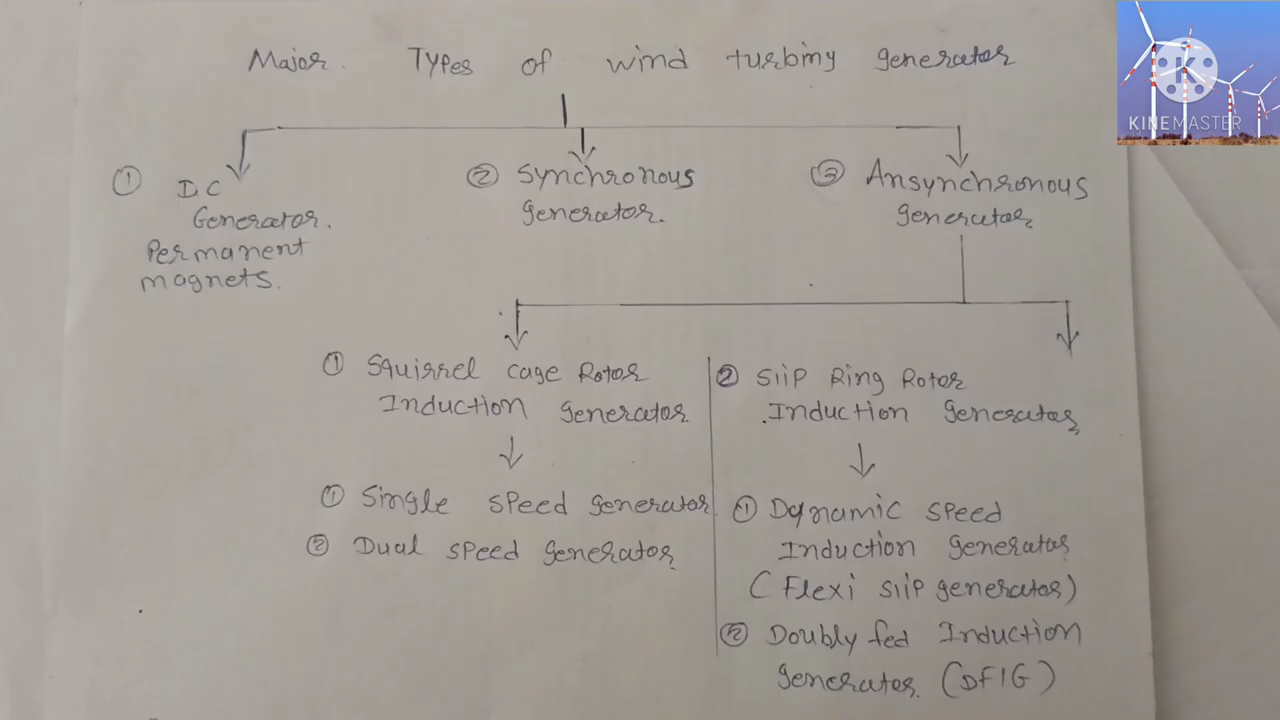 Major. Types of wind turbiny generator
① DC
Generator.
Permanent
magnets.
② Synchronous
generator.
③ Ansynchronous
generator
① Squirrel cage Rotor
Induction generator
① Single speed generator
② Dual speed generator
② Slip Ring Rotor
Induction generator
① Dynamic speed
Induction generator
(Flexi slip generator)
② Doubly fed Induction
generator (DFIG)
K
KINEMASTER